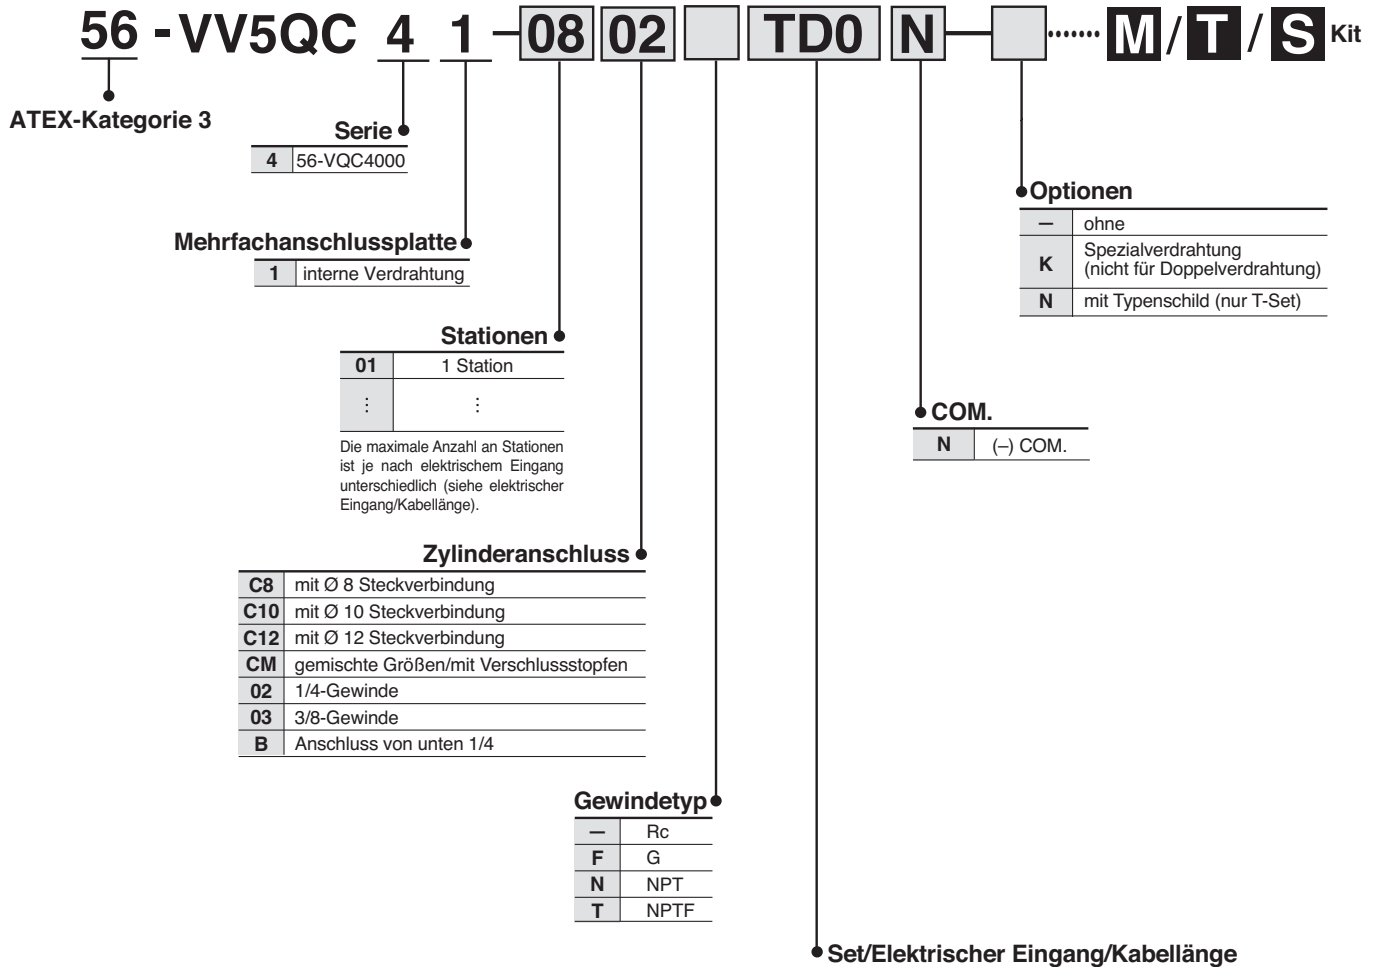 56 - VV5QC 4 1 - 08 02 TD0 N - ....... M / T / S Kit
ATEX-Kategorie 3
Serie
4 56-VQC4000
Mehrfachanschlussplatte
1 interne Verdrahtung
Stationen
01 1 Station
⋮ ⋮
Die maximale Anzahl an Stationen
ist je nach elektrischem Eingang
unterschiedlich (siehe elektrischer
Eingang/Kabellänge).
Zylinderanschluss
C8 mit Ø 8 Steckverbindung
C10 mit Ø 10 Steckverbindung
C12 mit Ø 12 Steckverbindung
CM gemischte Größen/mit Verschlussstopfen
02 1/4-Gewinde
03 3/8-Gewinde
B Anschluss von unten 1/4
Gewindetyp
— Rc
F G
N NPT
T NPTF
Set/Elektrischer Eingang/Kabellänge
COM.
N (–) COM.
Optionen
— ohne
K Spezialverdrahtung
(nicht für Doppelverdrahtung)
N mit Typenschild (nur T-Set)